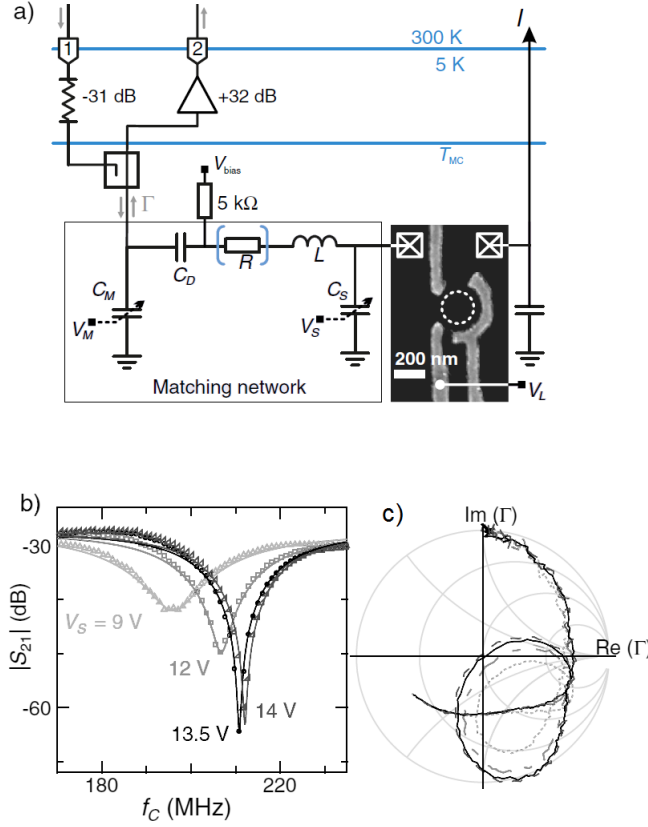 a)
I
1
2
300 K
5 K
-31 dB
+32 dB
T_MC
V_bias
Γ
5 kΩ
C_D
R
L
C_M
C_S
V_M
V_S
200 nm
Matching network
V_L
b)
c)
Im (Γ)
-30
|S_21| (dB)
V_S = 9 V
Re (Γ)
12 V
-60
14 V
13.5 V
180
220
f_C (MHz)